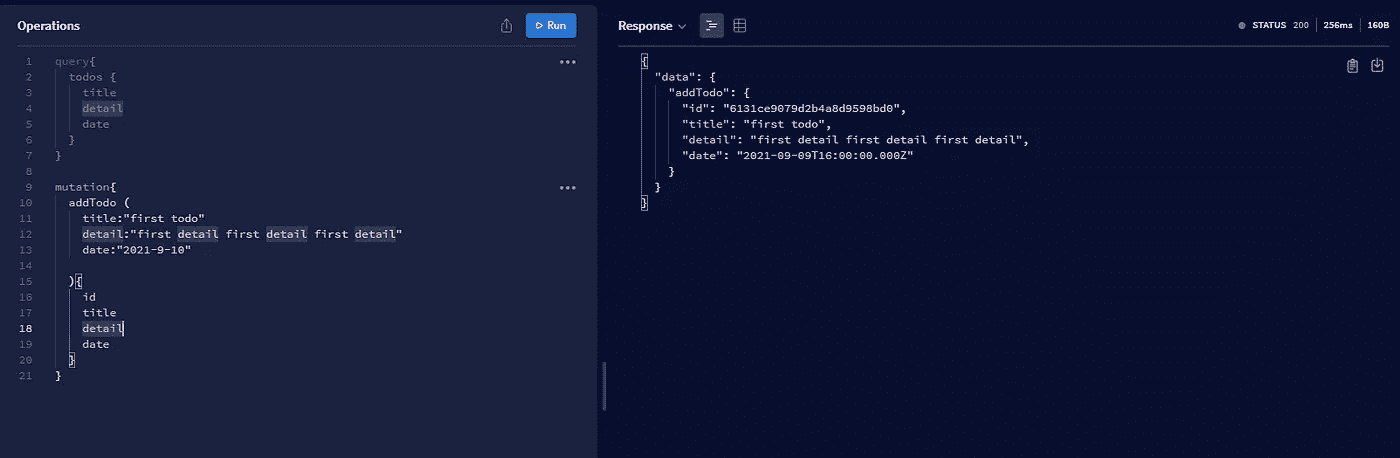 Operations
Run
1 query{
2 todos {
3 title
4 detail
5 date
6 }
7 }
8
9 mutation{
10 addTodo (
11 title:"first todo"
12 detail:"first detail first detail first detail"
13 date:"2021-9-10"
14
15 ){
16 id
17 title
18 detail
19 date
20 }
21 }
Response
STATUS 200 256ms 160B
{
"data": {
"addTodo": {
"id": "6131ce9079d2b4a8d9598bd0",
"title": "first todo",
"detail": "first detail first detail first detail",
"date": "2021-09-09T16:00:00.000Z"
}
}
}